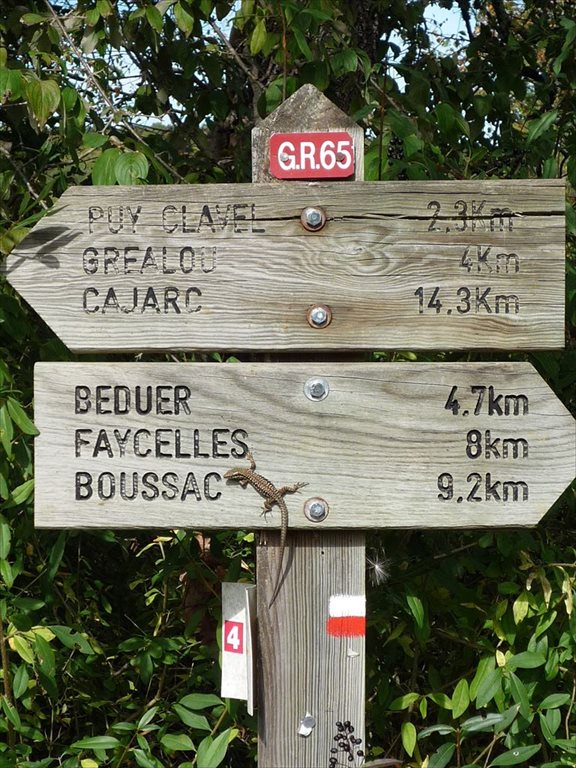 G.R.65
PUY CLAVEL 2,3Km
GREALOU 4Km
CAJARC 14,3Km
BEDUER 4,7km
FAYCELLES 8km
BOUSSAC 9,2km
4